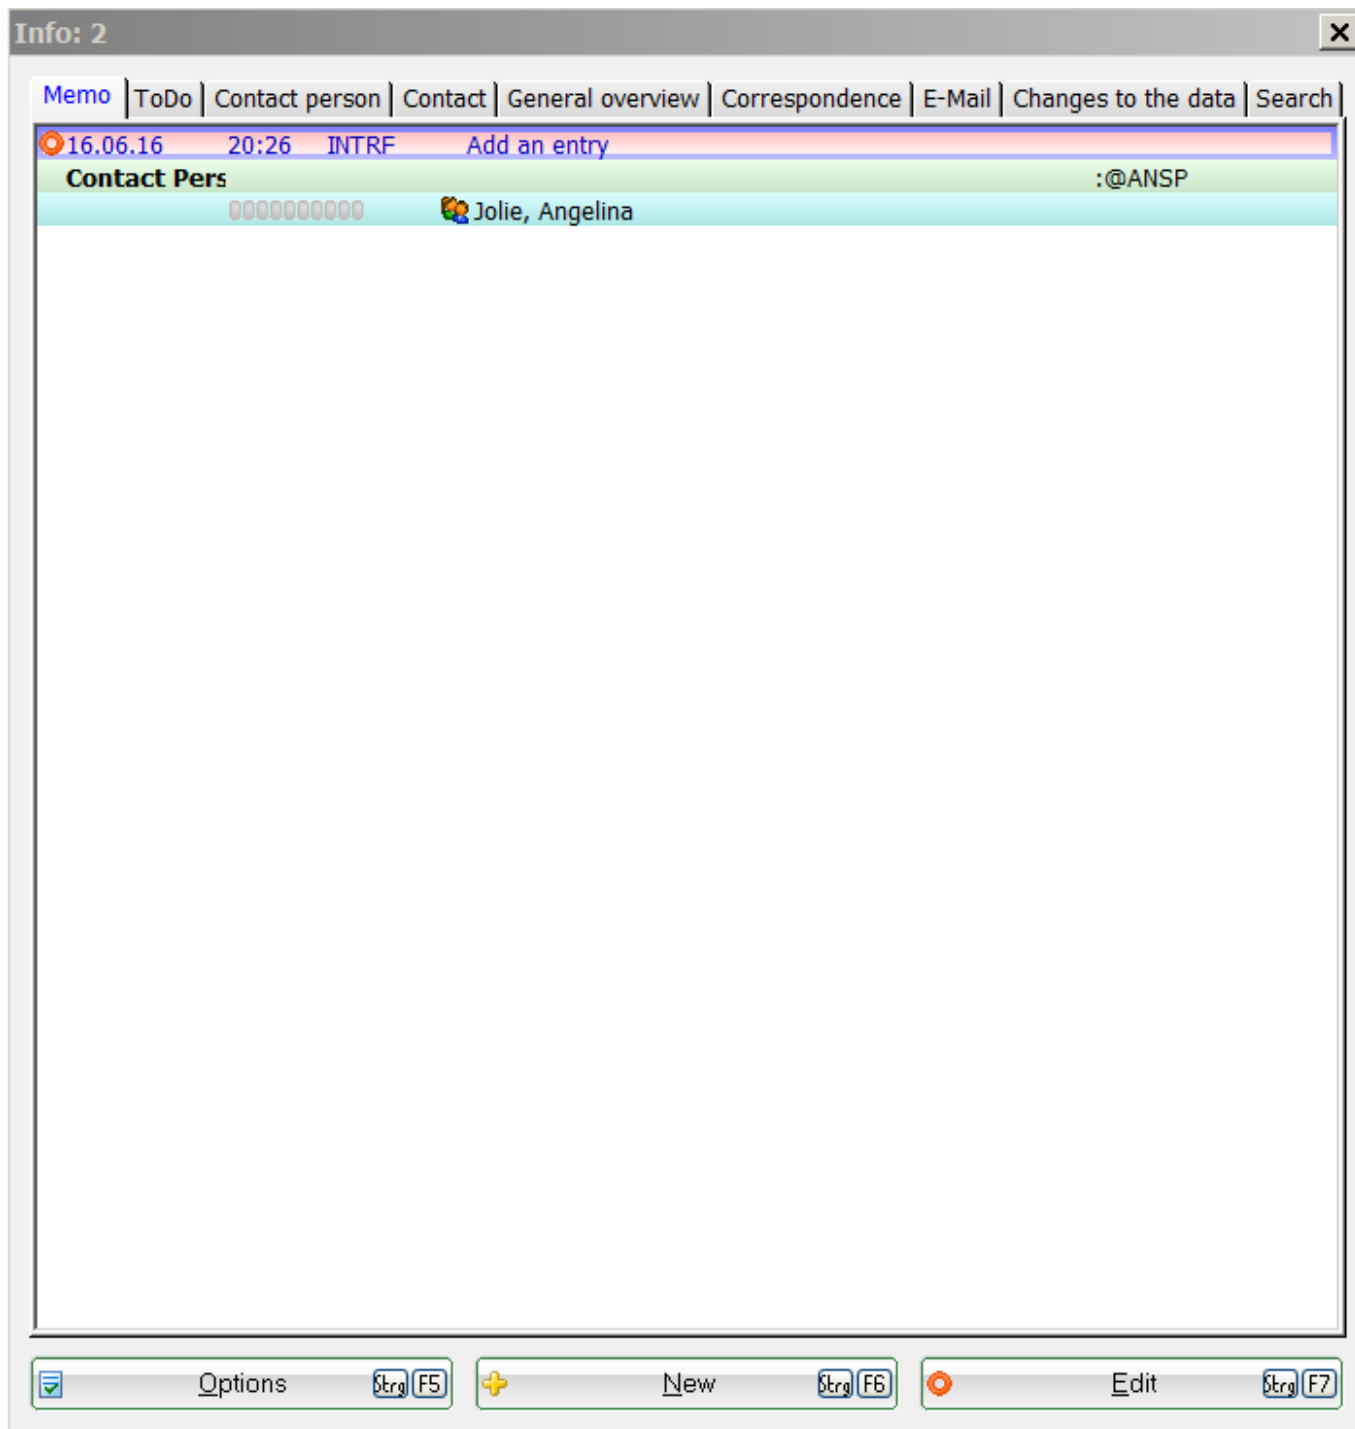 Info: 2
Memo ToDo Contact person Contact General overview Correspondence E-Mail Changes to the data Search
16.06.16 20:26 INTRF Add an entry
Contact Pers :@ANSP
0000000000 Jolie, Angelina
Options Strg F5 New Strg F6 Edit Strg F7